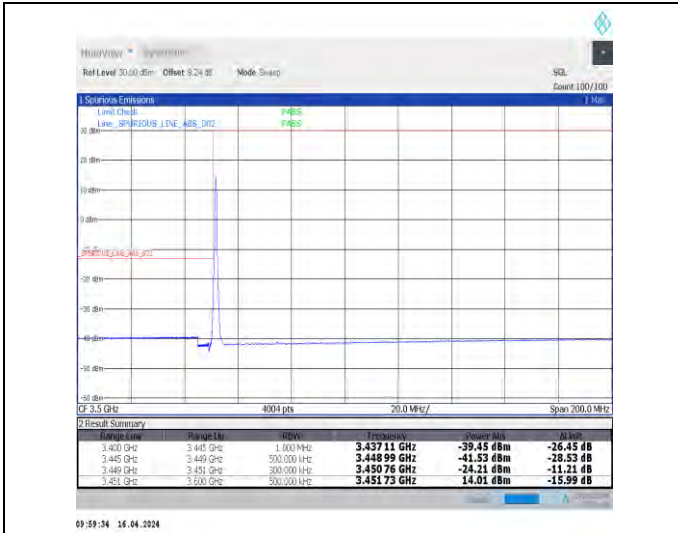 MultiView
Ref Level 30.00 dBm Offset 9.24 dB Mode Sweep SGL
Count 100/100
1 Spurious Emissions 1 Max
Limit Check PASS
Line _SPURIOUS_LINE_ABS_002 PASS
30 dBm
20 dBm
10 dBm
0 dBm
_SPURIOUS_LINE_ABS_002
-20 dBm
-30 dBm
-40 dBm
-50 dBm
-60 dBm
CF 3.5 GHz 4004 pts 20.0 MHz/ Span 200.0 MHz
2 Result Summary
Range Low Range Up RBW Frequency Power Abs ΔLimit
3.400 GHz 3.445 GHz 1.000 MHz 3.437 11 GHz -39.45 dBm -26.45 dB
3.445 GHz 3.449 GHz 500.000 kHz 3.448 99 GHz -41.53 dBm -28.53 dB
3.449 GHz 3.451 GHz 300.000 kHz 3.450 76 GHz -24.21 dBm -11.21 dB
3.451 GHz 3.600 GHz 500.000 kHz 3.451 73 GHz 14.01 dBm -15.99 dB
09:59:34 16.04.2024